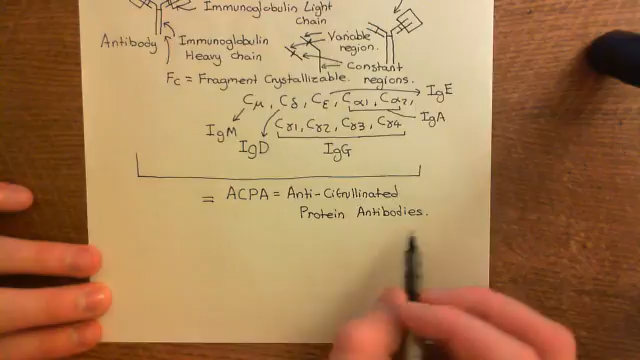 Immunoglobulin Light
Chain
Antibody
Immunoglobulin
Heavy Chain
Variable
region.
Constant
regions.
Fc = Fragment Crystallizable
Cμ, Cδ, Cε, Cα1, Cα2,
IgE
IgM
Cγ1, Cγ2, Cγ3, Cγ4
IgA
IgD
IgG
= ACPA = Anti-Citrullinated
Protein Antibodies.